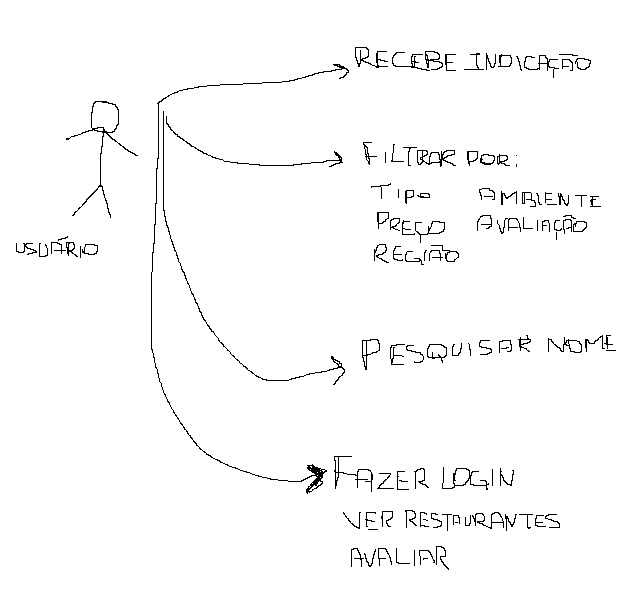 RECEBE INDICAÇÃO
FILTRAR POR:
TIPO AMBIENTE
PREÇO AVALIAÇÃO
REGIÃO
USUÁRIO
PESQUISAR NOME
FAZER LOGIN
VER RESTAURANTES
AVALIAR